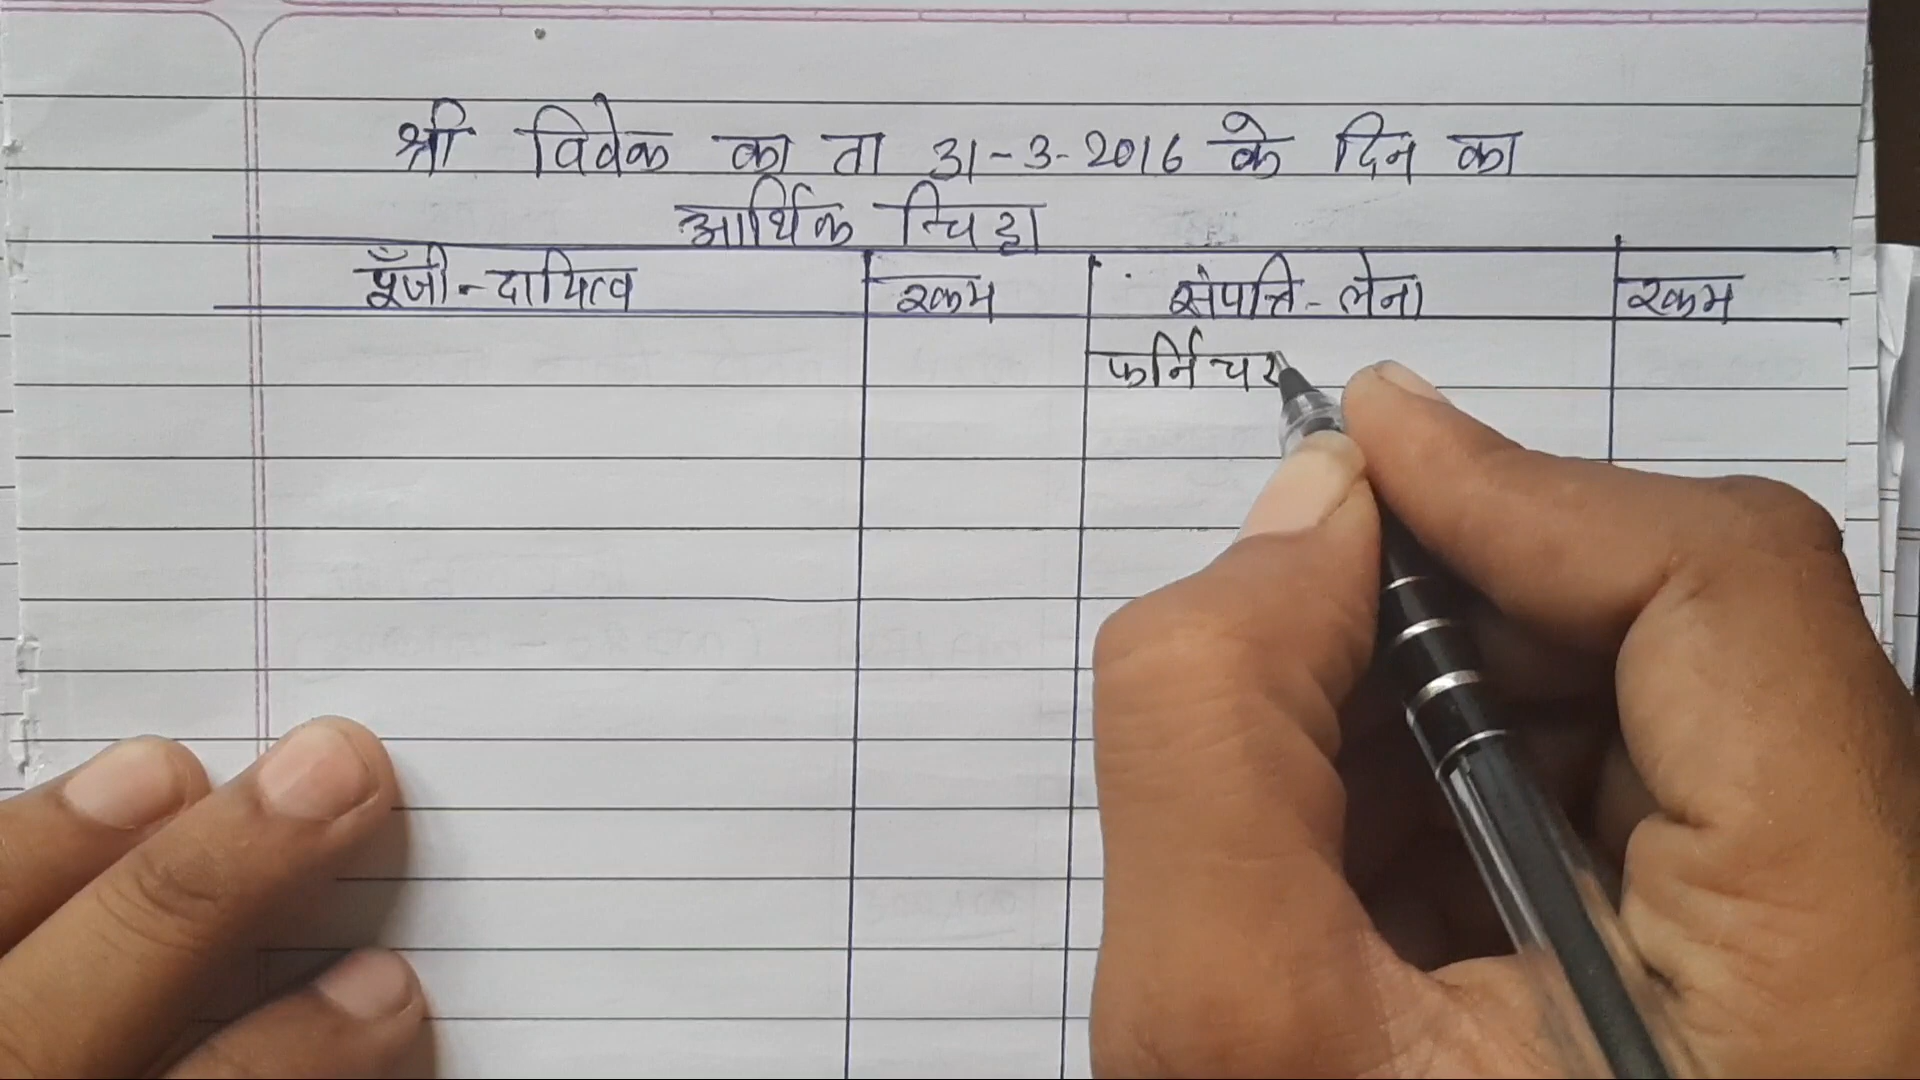 श्री विवेक का ता 31-3-2016 के दिन का
आर्थिक चिठ्ठा
पूँजी-दायित्व रकम संपत्ति-लेना रकम
फर्निचर